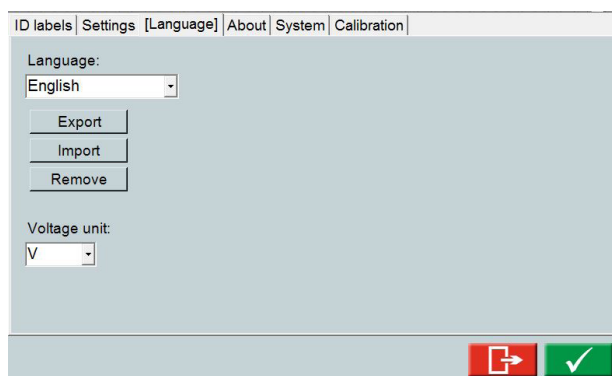 ID labels Settings [Language] About System Calibration
Language:
English
Export
Import
Remove
Voltage unit:
V